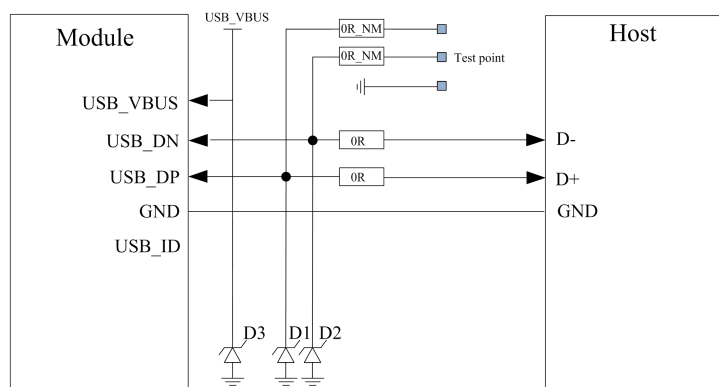 USB_VBUS
Module
0R_NM
Host
0R_NM
Test point
USB_VBUS
USB_DN
0R
D-
USB_DP
0R
D+
GND
GND
USB_ID
D3
D1
D2